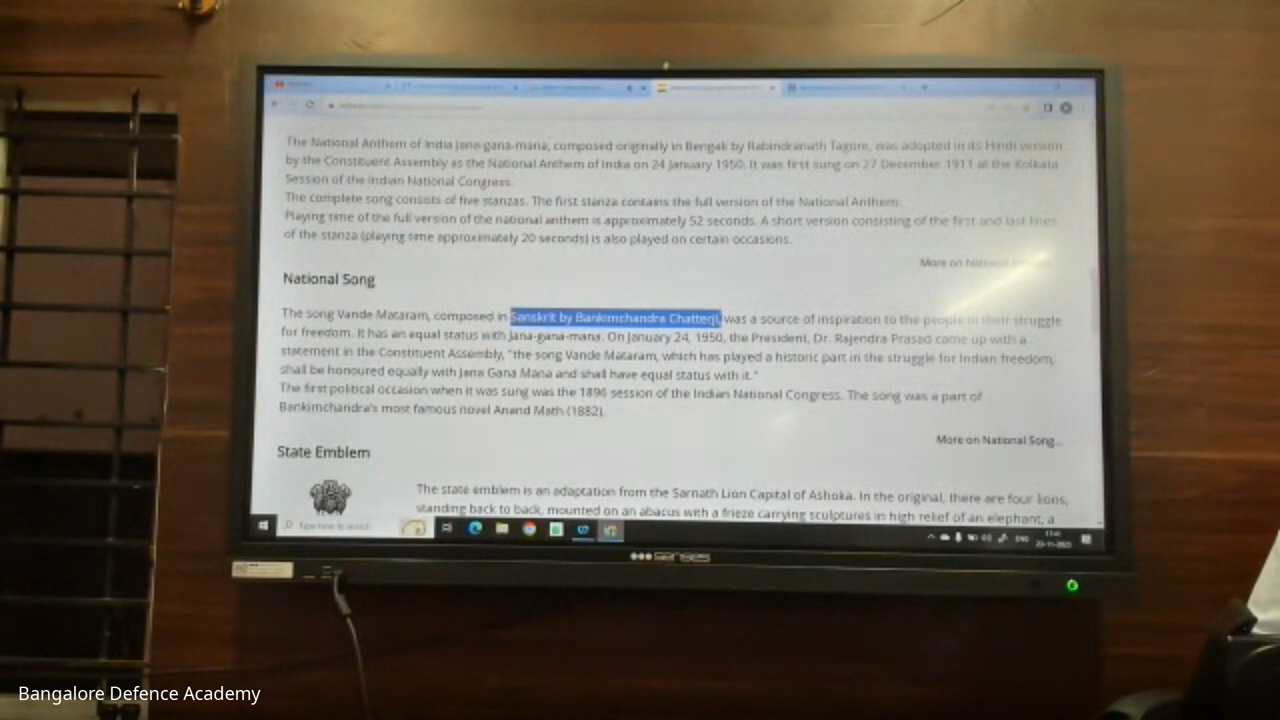 The National Anthem of India Jana-gana-mana, composed originally in Bengali by Rabindranath Tagore, was adopted in its Hindi version
by the Constituent Assembly as the National Anthem of India on 24 January 1950. It was first sung on 27 December 1911 at the Kolkata
Session of the Indian National Congress.
The complete song consists of five stanzas. The first stanza contains the full version of the National Anthem.
Playing time of the full version of the national anthem is approximately 52 seconds. A short version consisting of the first and last lines
of the stanza (playing time approximately 20 seconds) is also played on certain occasions.
More on National
National Song
The song Vande Mataram, composed in Sanskrit by Bankimchandra Chatterji, was a source of inspiration to the people in their struggle
for freedom. It has an equal status with Jana-gana-mana. On January 24, 1950, the President, Dr. Rajendra Prasad came up with a
statement in the Constituent Assembly, "the song Vande Mataram, which has played a historic part in the struggle for Indian freedom,
shall be honoured equally with Jana Gana Mana and shall have equal status with it."
The first political occasion when it was sung was the 1896 session of the Indian National Congress. The song was a part of
Bankimchandra's most famous novel Anand Math (1882).
More on National Song...
State Emblem
The state emblem is an adaptation from the Sarnath Lion Capital of Ashoka. In the original, there are four lions,
standing back to back, mounted on an abacus with a frieze carrying sculptures in high relief of an elephant, a
Type here to search
ENG
senses
Bangalore Defence Academy